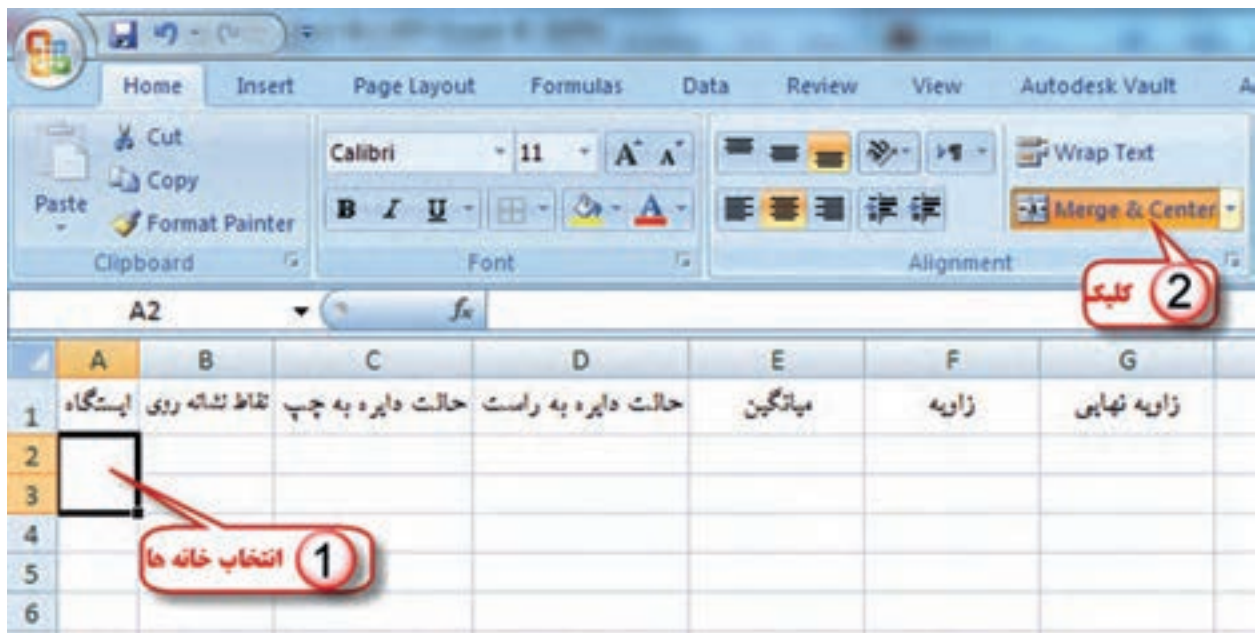 Home Insert Page Layout Formulas Data Review View Autodesk Vault
Cut
Calibri 11 A A Wrap Text
Copy
Paste
Format Painter B I U A Merge & Center
Clipboard Font Alignment
کلیک 2
A2 fx
A B C D E F G
1 ایستگاه نقاط نشانه روی حالت دایره به چپ حالت دایره به راست میانگین زاویه زاویه نهایی
2
3
4
1 انتخاب خانه ها
5
6